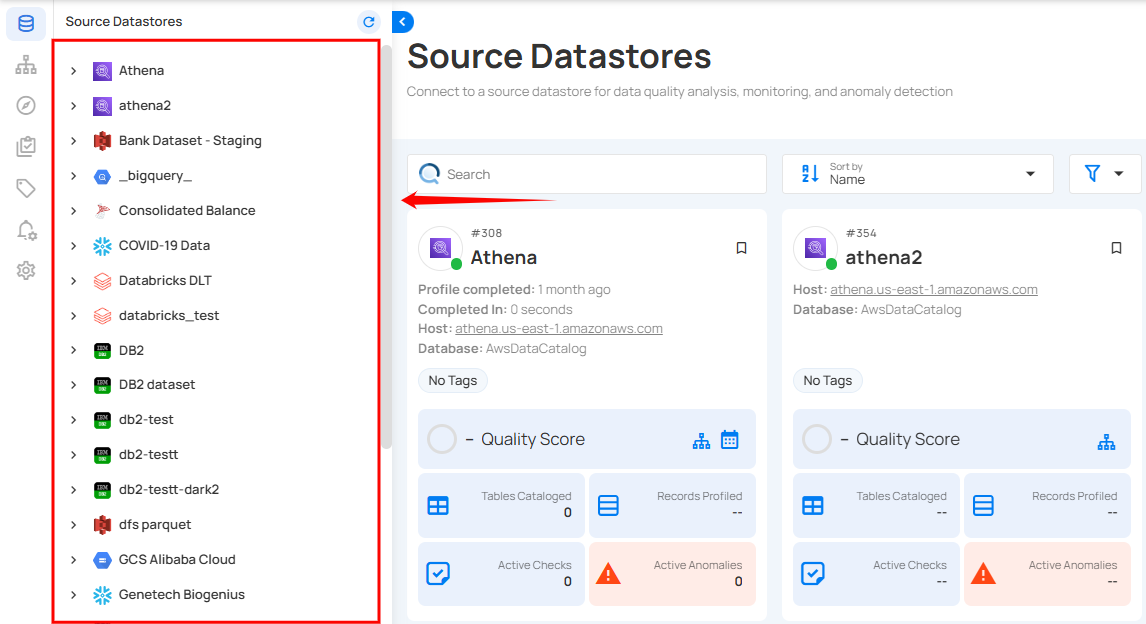 Source Datastores
Athena
athena2
Bank Dataset - Staging
_bigquery_
Consolidated Balance
COVID-19 Data
Databricks DLT
databricks_test
DB2
DB2 dataset
db2-test
db2-testt
db2-testt-dark2
dfs parquet
GCS Alibaba Cloud
Genetech Biogenius
Source Datastores
Connect to a source datastore for data quality analysis, monitoring, and anomaly detection
Search
Sort by
Name
#308
Athena
Profile completed: 1 month ago
Completed In: 0 seconds
Host: athena.us-east-1.amazonaws.com
Database: AwsDataCatalog
No Tags
– Quality Score
Tables Cataloged
0
Records Profiled
--
Active Checks
0
Active Anomalies
0
#354
athena2
Host: athena.us-east-1.amazonaws.com
Database: AwsDataCatalog
No Tags
– Quality Score
Tables Cataloged
--
Records Profiled
--
Active Checks
--
Active Anomalies
--